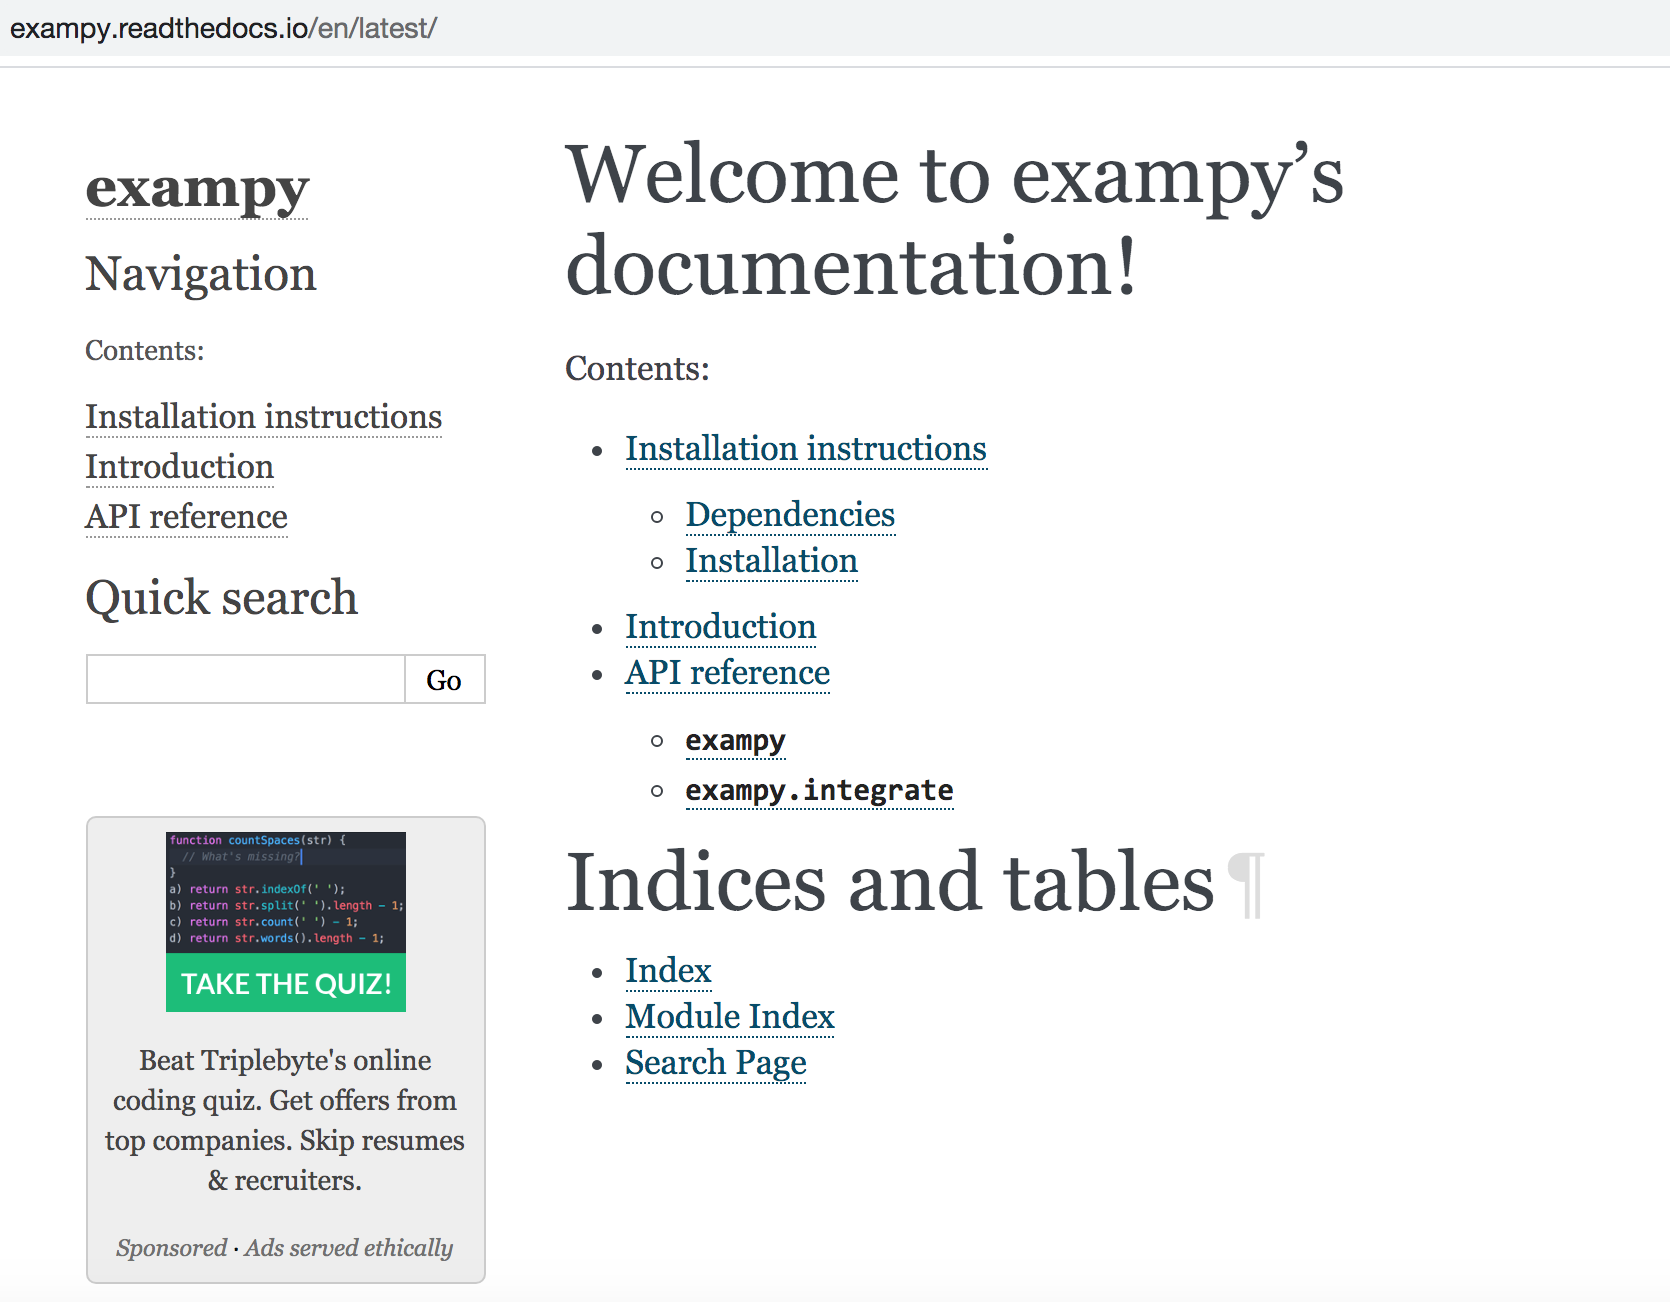 exampy.readthedocs.io/en/latest/
exampy
Navigation
Contents:
Installation instructions
Introduction
API reference
Quick search
Go
function countSpaces(str) {
// What's missing?
}
a) return str.indexOf(' ');
b) return str.split(' ').length - 1;
c) return str.count(' ') - 1;
d) return str.words().length - 1;
TAKE THE QUIZ!
Beat Triplebyte's online
coding quiz. Get offers from
top companies. Skip resumes
& recruiters.
Sponsored · Ads served ethically
Welcome to exampy’s
documentation!
Contents:
• Installation instructions
◦ Dependencies
◦ Installation
• Introduction
• API reference
◦ exampy
◦ exampy.integrate
Indices and tables¶
• Index
• Module Index
• Search Page